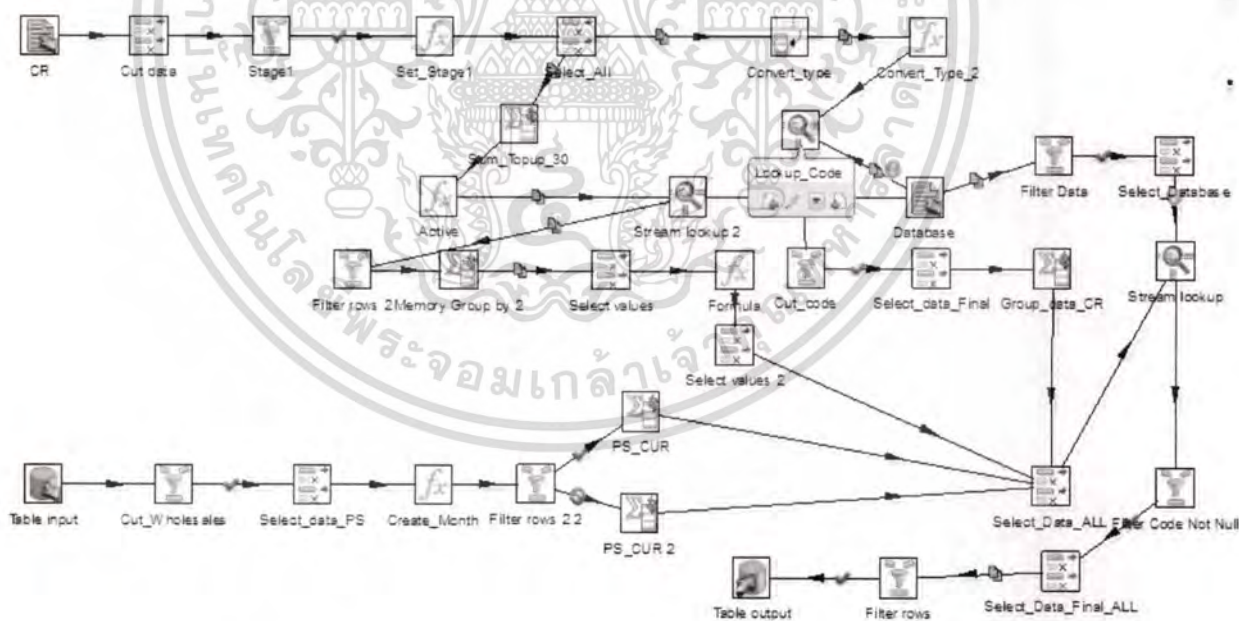 CR
Cut data
Stage1
Set_Stage1
Select_All
Convert_type
Convert_Type_2
Sum_Topup_30
Lookup_Code
Filter Data
Select_Database
Active
Stream lookup 2
Database
Filter rows 2
Memory Group by 2
Select values
Formula
Cut_code
Select_data_Final
Group_data_CR
Stream lookup
Select values 2
PS_CUR
Table input
Cut_Wholesales
Select_data_PS
Create_Month
Filter rows 2 2
PS_CUR 2
Select_Data_ALL
Filter Code Not Null
Table output
Filter rows
Select_Data_Final_ALL